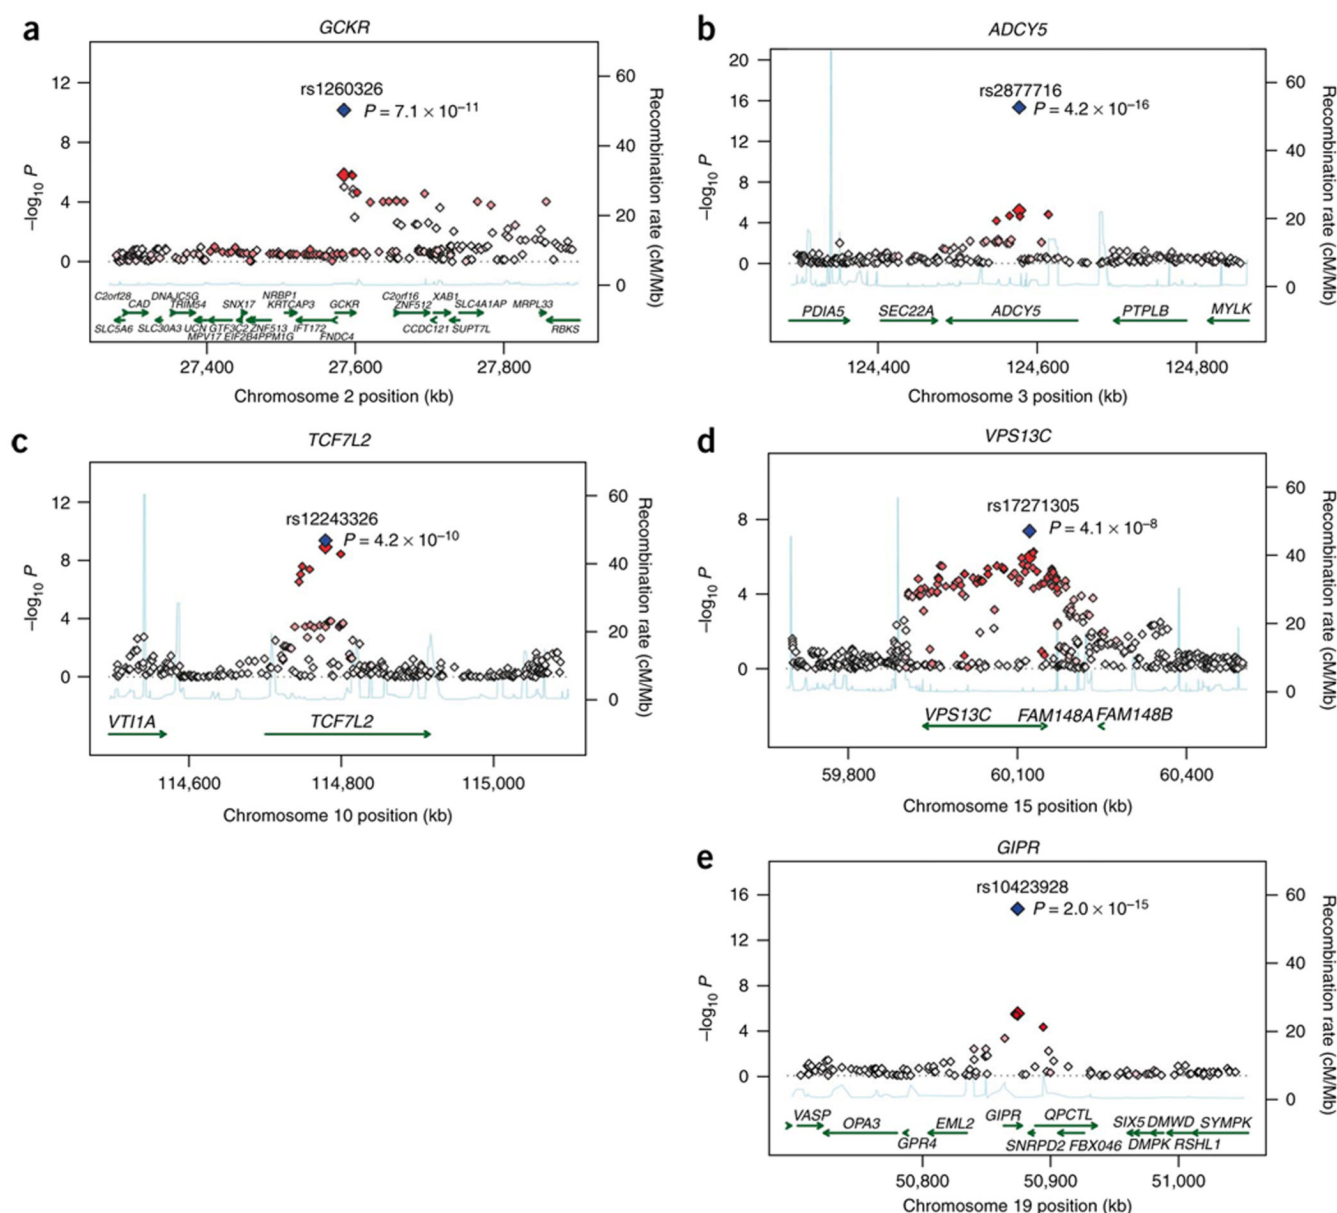 a
GCKR
12
8
4
0
–log10 P
60
40
20
0
Recombination rate (cM/Mb)
rs1260326
P = 7.1 × 10–11
C2orf28 DNAJC5G NRBP1 C2orf16 XAB1
CAD TRIM54 SNX17 KRTCAP3 GCKR ZNF512 SLC4A1AP MRPL33
SLC5A6 SLC30A3 UCN GTF3C2 ZNF513 IFT172 CCDC121 SUPT7L RBKS
MPV17 EIF2B4 PPM1G FNDC4
27,400 27,600 27,800
Chromosome 2 position (kb)
b
ADCY5
20
16
12
8
4
0
–log10 P
60
40
20
0
Recombination rate (cM/Mb)
rs2877716
P = 4.2 × 10–16
PDIA5 SEC22A ADCY5 PTPLB MYLK
124,400 124,600 124,800
Chromosome 3 position (kb)
c
TCF7L2
12
8
4
0
–log10 P
60
40
20
0
Recombination rate (cM/Mb)
rs12243326
P = 4.2 × 10–10
VTI1A TCF7L2
114,600 114,800 115,000
Chromosome 10 position (kb)
d
VPS13C
8
4
0
–log10 P
60
40
20
0
Recombination rate (cM/Mb)
rs17271305
P = 4.1 × 10–8
VPS13C FAM148A FAM148B
59,800 60,100 60,400
Chromosome 15 position (kb)
e
GIPR
16
12
8
4
0
–log10 P
60
40
20
0
Recombination rate (cM/Mb)
rs10423928
P = 2.0 × 10–15
VASP OPA3 EML2 GIPR QPCTL SIX5 DMWD SYMPK
GPR4 SNRPD2 FBX046 DMPK RSHL1
50,800 50,900 51,000
Chromosome 19 position (kb)